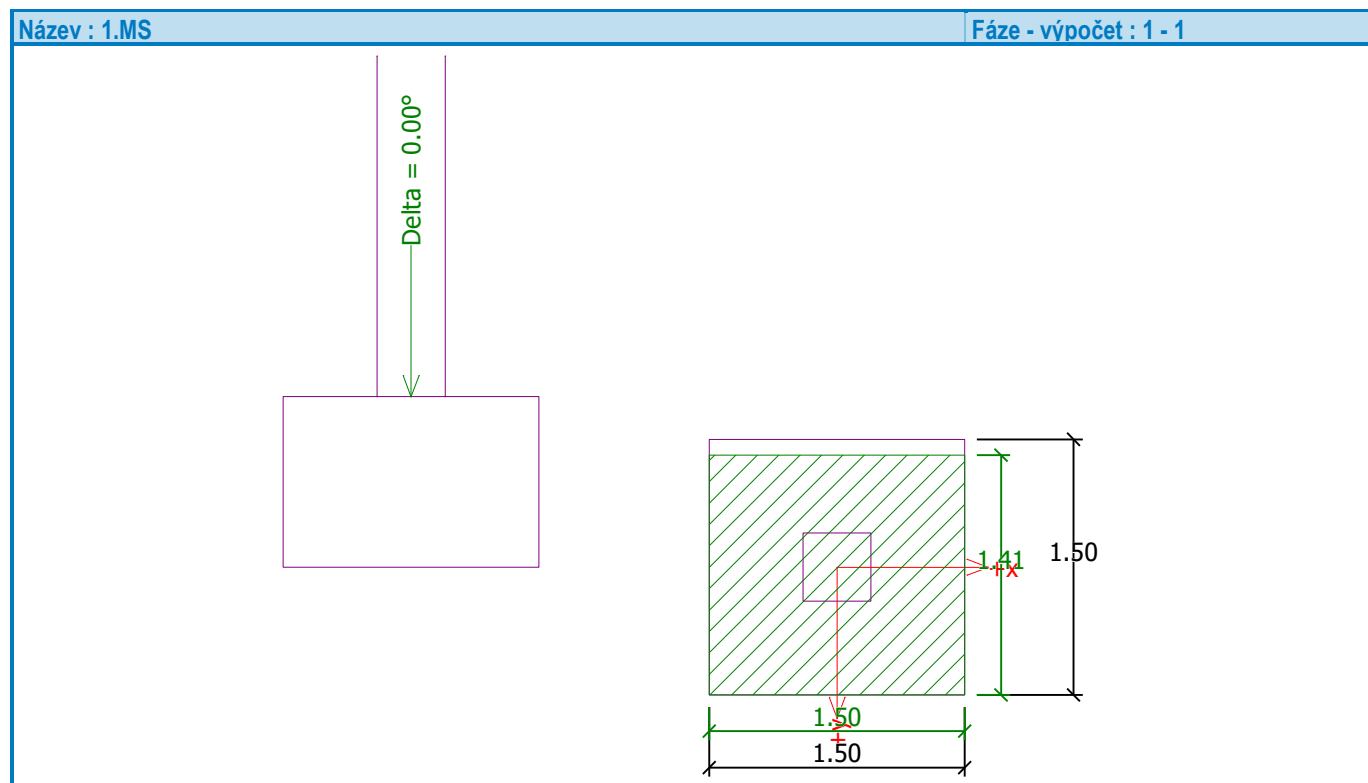 Název : 1.MS
Fáze - výpočet : 1 - 1
Delta = 0.00°
1.41
1.50
+x
1.50
+y
1.50